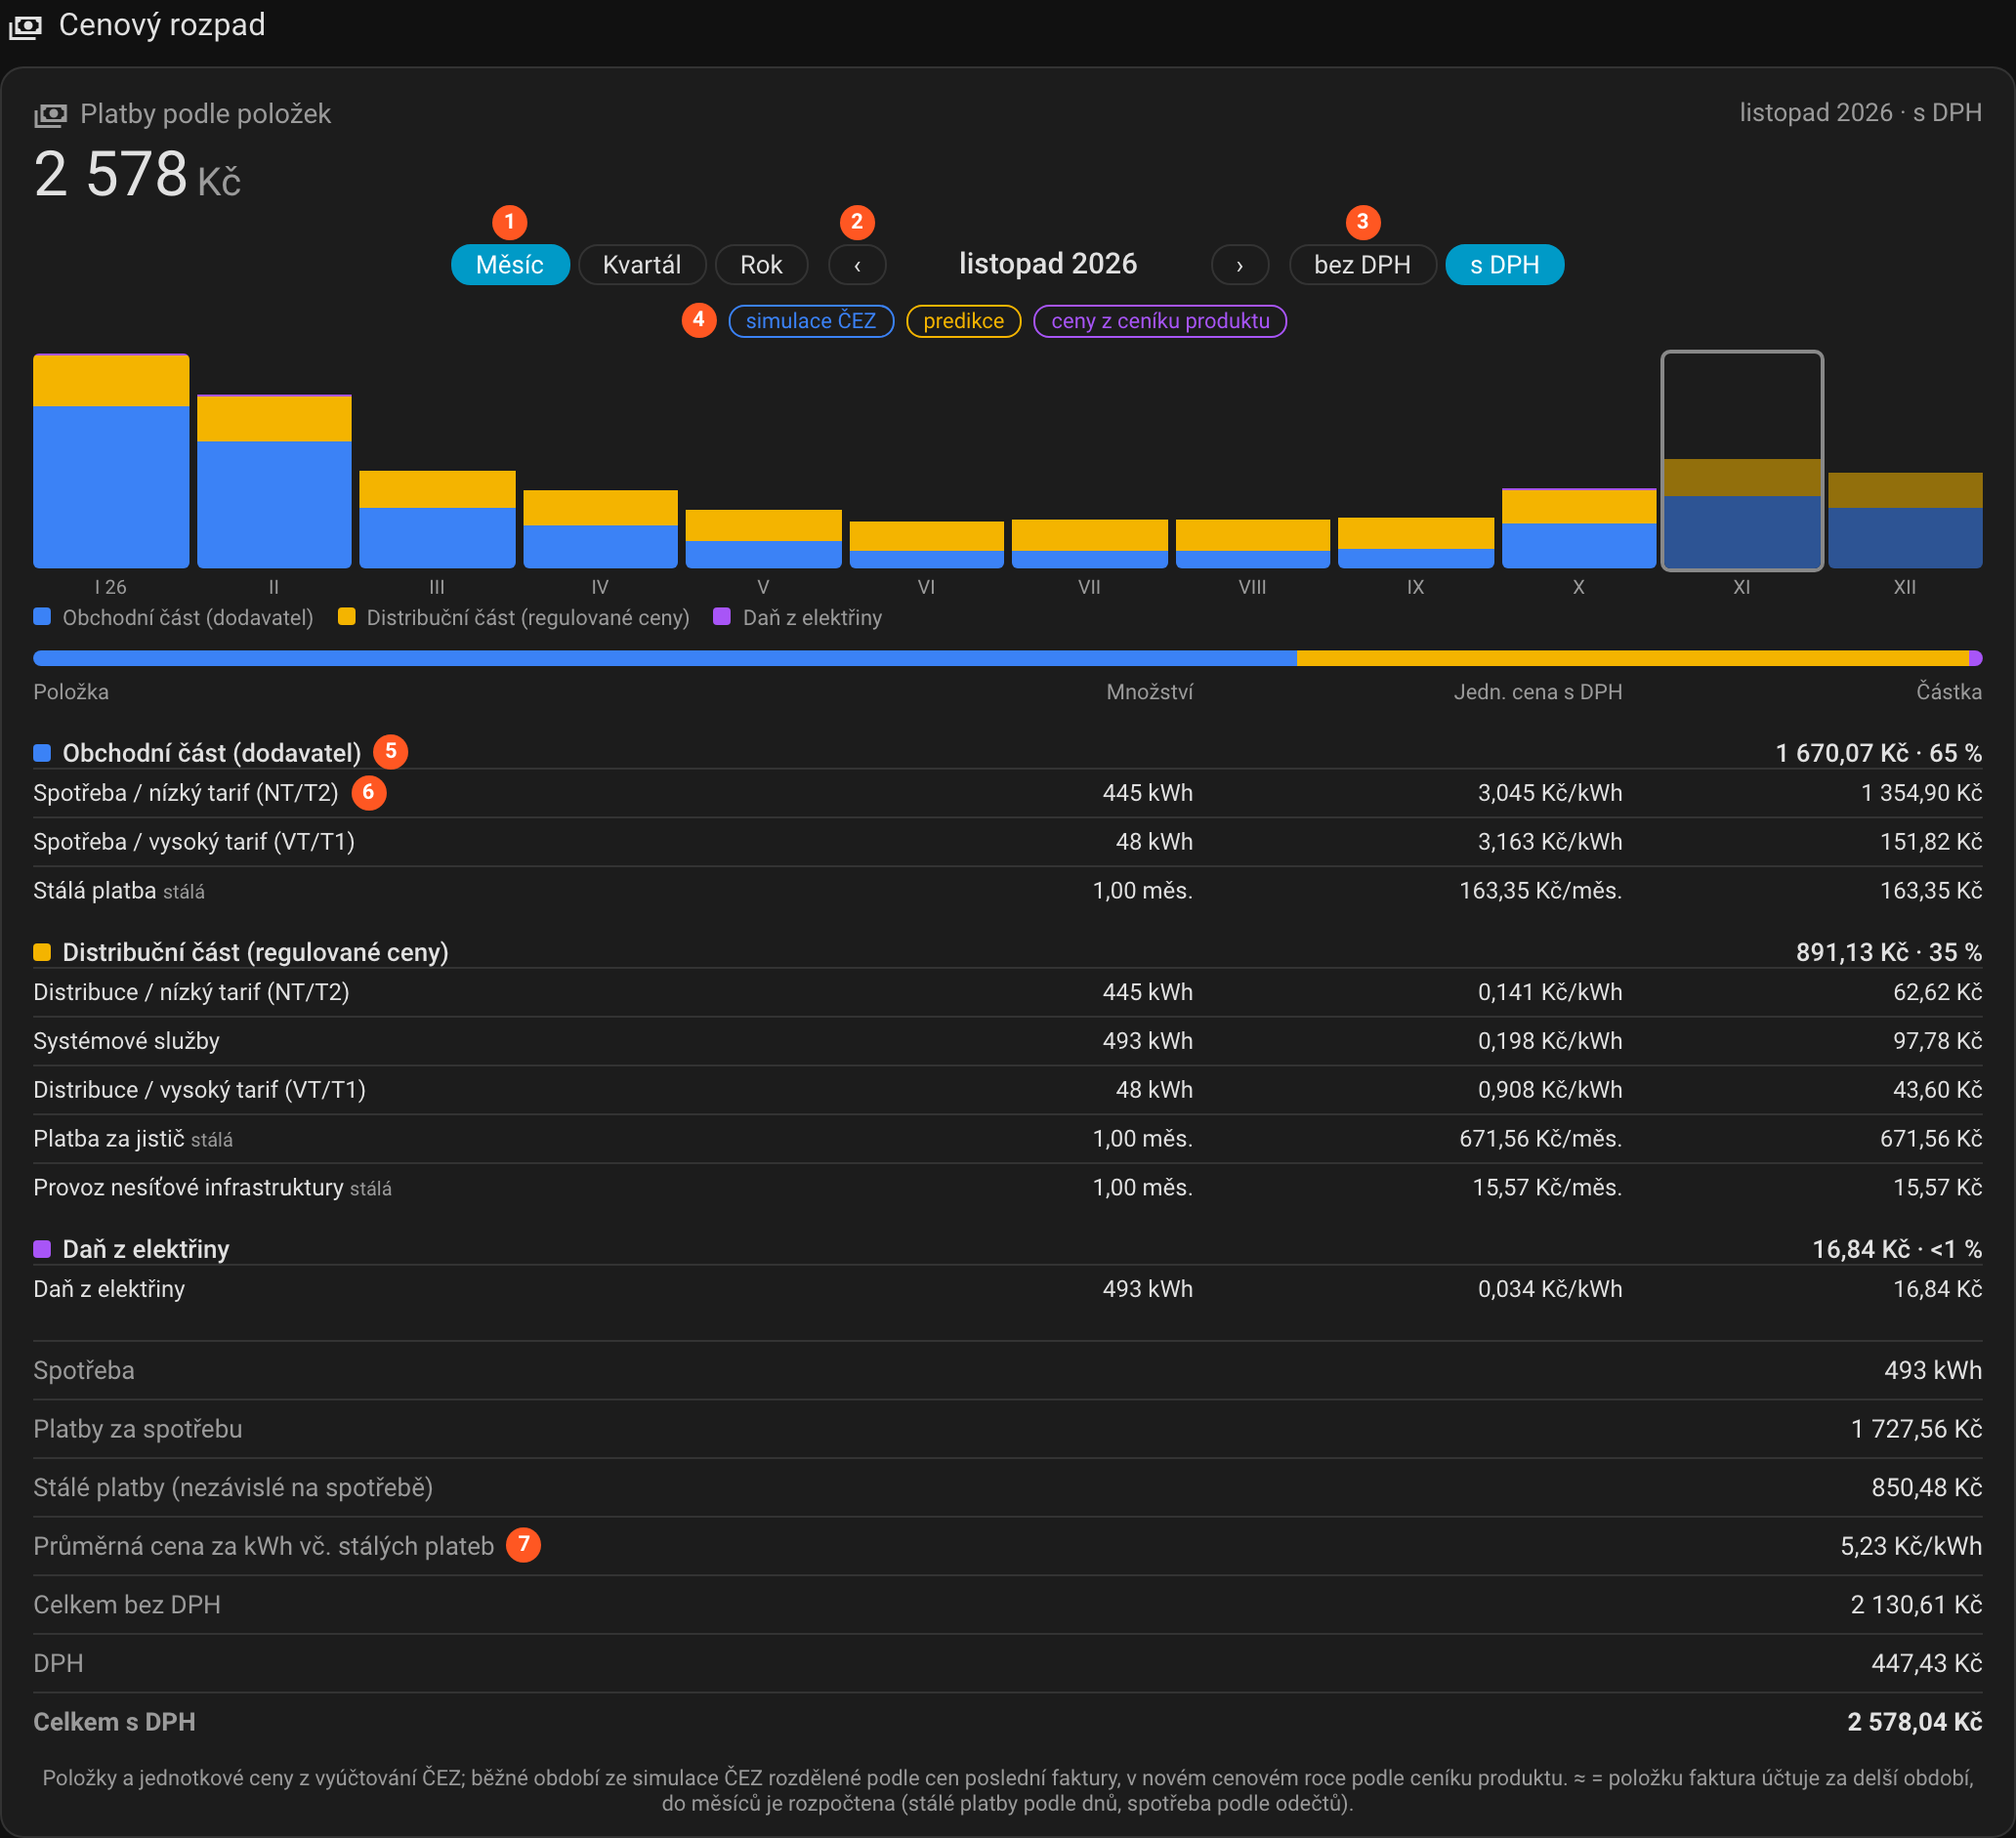 Cenový rozpad
Platby podle položek
listopad 2026 · s DPH
2 578 Kč
1 2 3
Měsíc Kvartál Rok ‹ listopad 2026 › bez DPH s DPH
4 simulace ČEZ predikce ceny z ceníku produktu
I 26 II III IV V VI VII VIII IX X XI XII
Obchodní část (dodavatel) Distribuční část (regulované ceny) Daň z elektřiny
Položka Množství Jedn. cena s DPH Částka
Obchodní část (dodavatel) 5 1 670,07 Kč · 65 %
Spotřeba / nízký tarif (NT/T2) 6 445 kWh 3,045 Kč/kWh 1 354,90 Kč
Spotřeba / vysoký tarif (VT/T1) 48 kWh 3,163 Kč/kWh 151,82 Kč
Stálá platba stálá 1,00 měs. 163,35 Kč/měs. 163,35 Kč
Distribuční část (regulované ceny) 891,13 Kč · 35 %
Distribuce / nízký tarif (NT/T2) 445 kWh 0,141 Kč/kWh 62,62 Kč
Systémové služby 493 kWh 0,198 Kč/kWh 97,78 Kč
Distribuce / vysoký tarif (VT/T1) 48 kWh 0,908 Kč/kWh 43,60 Kč
Platba za jistič stálá 1,00 měs. 671,56 Kč/měs. 671,56 Kč
Provoz nesíťové infrastruktury stálá 1,00 měs. 15,57 Kč/měs. 15,57 Kč
Daň z elektřiny 16,84 Kč · <1 %
Daň z elektřiny 493 kWh 0,034 Kč/kWh 16,84 Kč
Spotřeba 493 kWh
Platby za spotřebu 1 727,56 Kč
Stálé platby (nezávislé na spotřebě) 850,48 Kč
Průměrná cena za kWh vč. stálých plateb 7 5,23 Kč/kWh
Celkem bez DPH 2 130,61 Kč
DPH 447,43 Kč
Celkem s DPH 2 578,04 Kč
Položky a jednotkové ceny z vyúčtování ČEZ; běžné období ze simulace ČEZ rozdělené podle cen poslední faktury, v novém cenovém roce podle ceníku produktu. ≈ = položku faktura účtuje za delší období,
do měsíců je rozpočtena (stálé platby podle dnů, spotřeba podle odečtů).